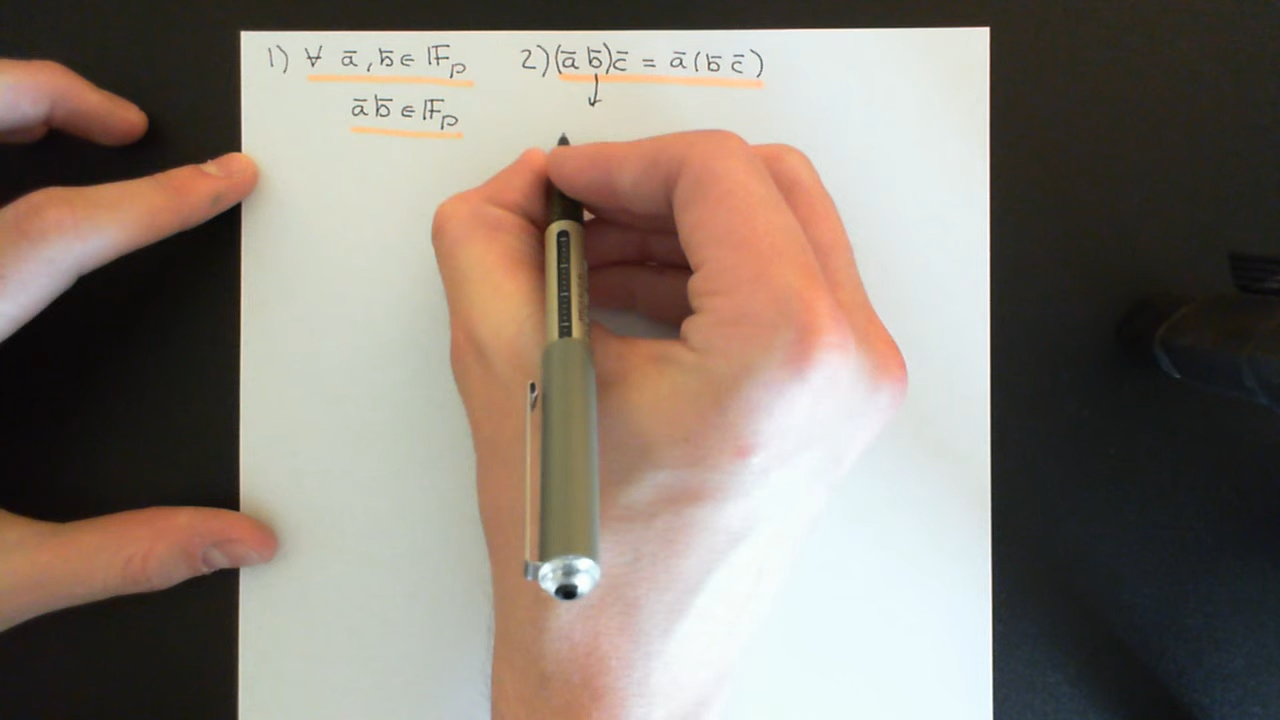 1) ∀ ā, b̄ ∈ 𝔽ₚ
ā b̄ ∈ 𝔽ₚ
2) (ā b̄) c̄ = ā (b̄ c̄)
↓